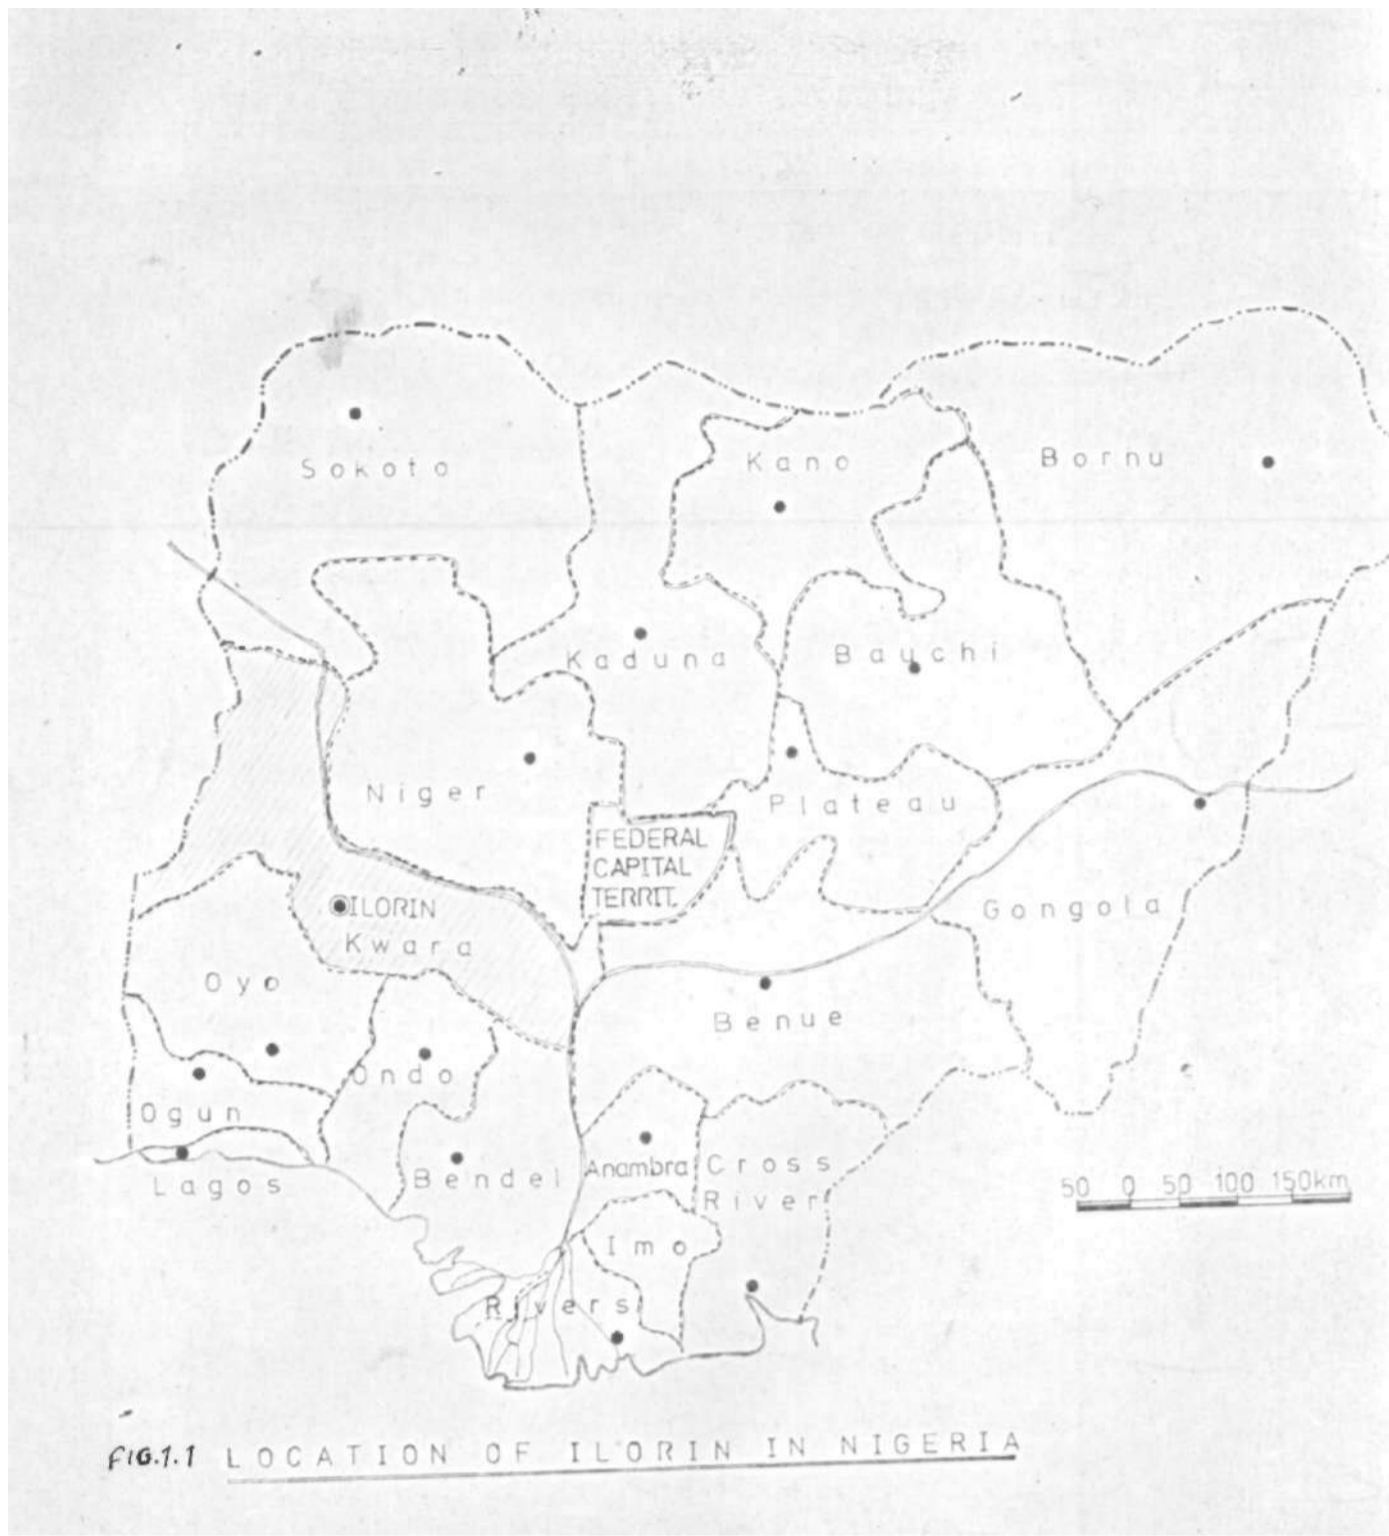 Sokoto
Kano
Bornu
Kaduna
Bauchi
Niger
Plateau
FEDERAL
CAPITAL
TERRIT.
ILORIN
Kwara
Gongola
Oyo
Benue
Ondo
Ogun
Bendel
Anambra
Cross
River
Lagos
50 0 50 100 150km
Imo
Rivers
FIG.1.1 LOCATION OF ILORIN IN NIGERIA